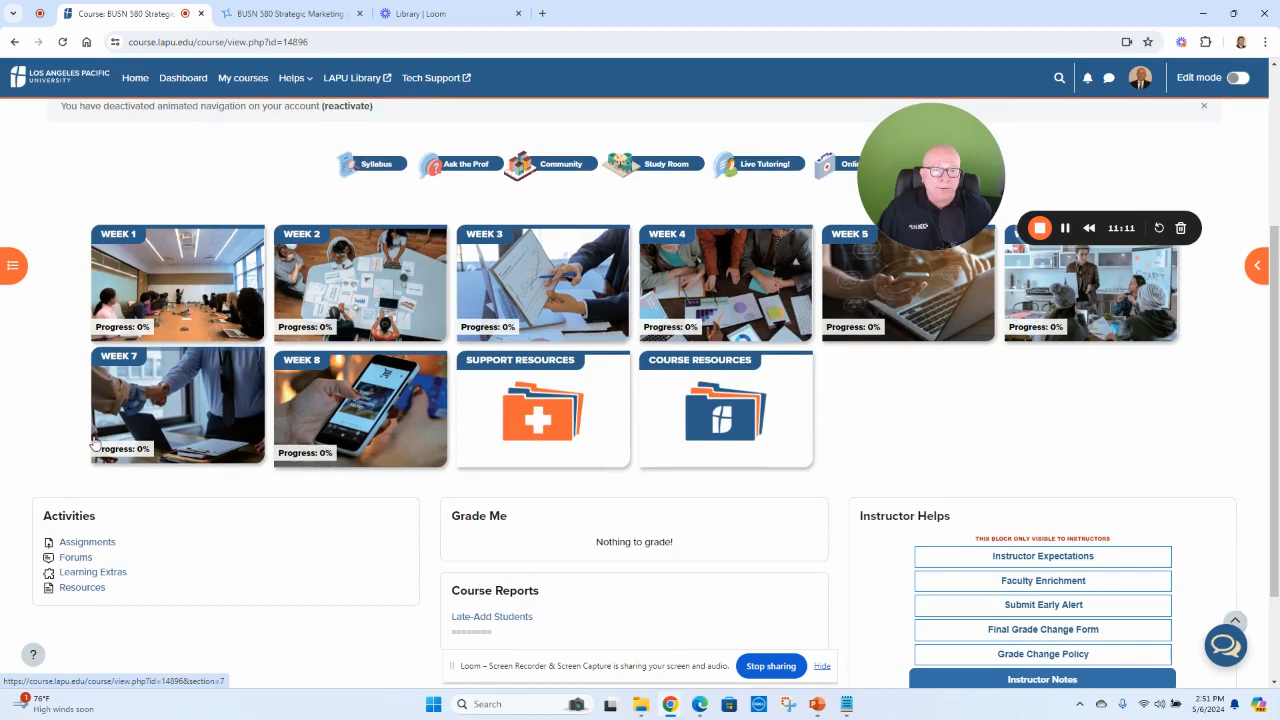 Course: BUSN 580 Strategic
BUSN 580 Strategic Marketing
Library | Loom
course.lapu.edu/course/view.php?id=14896
LOS ANGELES PACIFIC
UNIVERSITY
Home
Dashboard
My courses
Helps
LAPU Library
Tech Support
Edit mode
You have deactivated animated navigation on your account (reactivate)
Syllabus
Ask the Prof
Community
Study Room
Live Tutoring!
11:11
WEEK 1
WEEK 2
WEEK 3
WEEK 4
WEEK 5
Progress: 0%
Progress: 0%
Progress: 0%
Progress: 0%
Progress: 0%
Progress: 0%
WEEK 7
WEEK 8
SUPPORT RESOURCES
COURSE RESOURCES
Progress: 0%
Progress: 0%
Activities
Assignments
Forums
Learning Extras
Resources
Grade Me
Nothing to grade!
Course Reports
Late-Add Students
Instructor Helps
THIS BLOCK ONLY VISIBLE TO INSTRUCTORS
Instructor Expectations
Faculty Enrichment
Submit Early Alert
Final Grade Change Form
Grade Change Policy
Instructor Notes
Loom – Screen Recorder & Screen Capture is sharing your screen and audio.
Stop sharing
Hide
?
https://course.lapu.edu/course/view.php?id=14896&section=7
1
76°F
High winds soon
Search
2:51 PM
5/6/2024